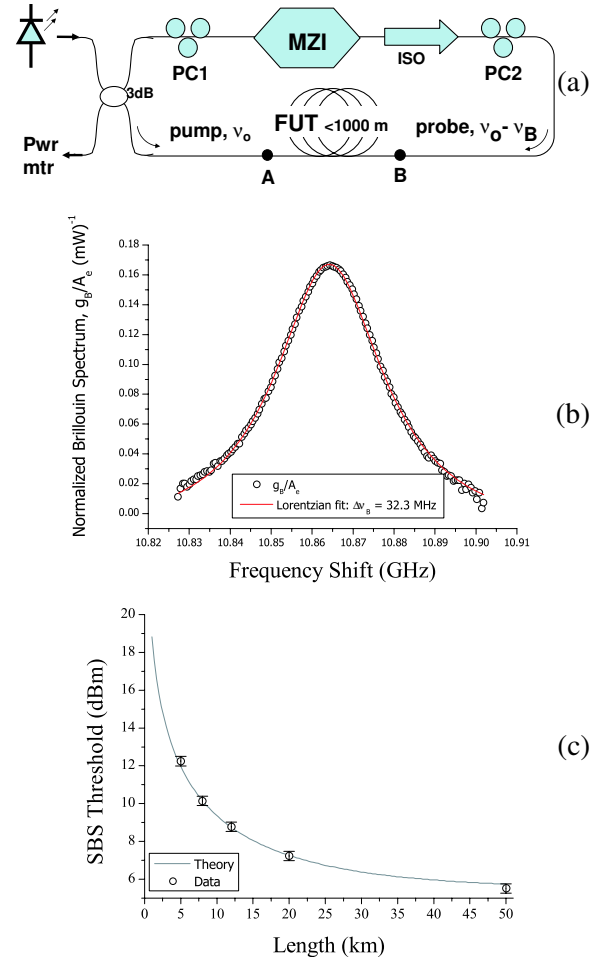 PC1
MZI
ISO
PC2
3dB
(a)
Pwr
mtr
pump, νo
FUT <1000 m
probe, νo- νB
A
B
Normalized Brillouin Spectrum, gB/Ae (mW)-1
0.18
0.16
0.14
0.12
0.10
0.08
0.06
0.04
0.02
0.00
gB/Ae
Lorentzian fit: ΔνB = 32.3 MHz
10.82 10.83 10.84 10.85 10.86 10.87 10.88 10.89 10.90 10.91
Frequency Shift (GHz)
(b)
SBS Threshold (dBm)
20
18
16
14
12
10
8
6
Theory
Data
0 5 10 15 20 25 30 35 40 45 50
Length (km)
(c)